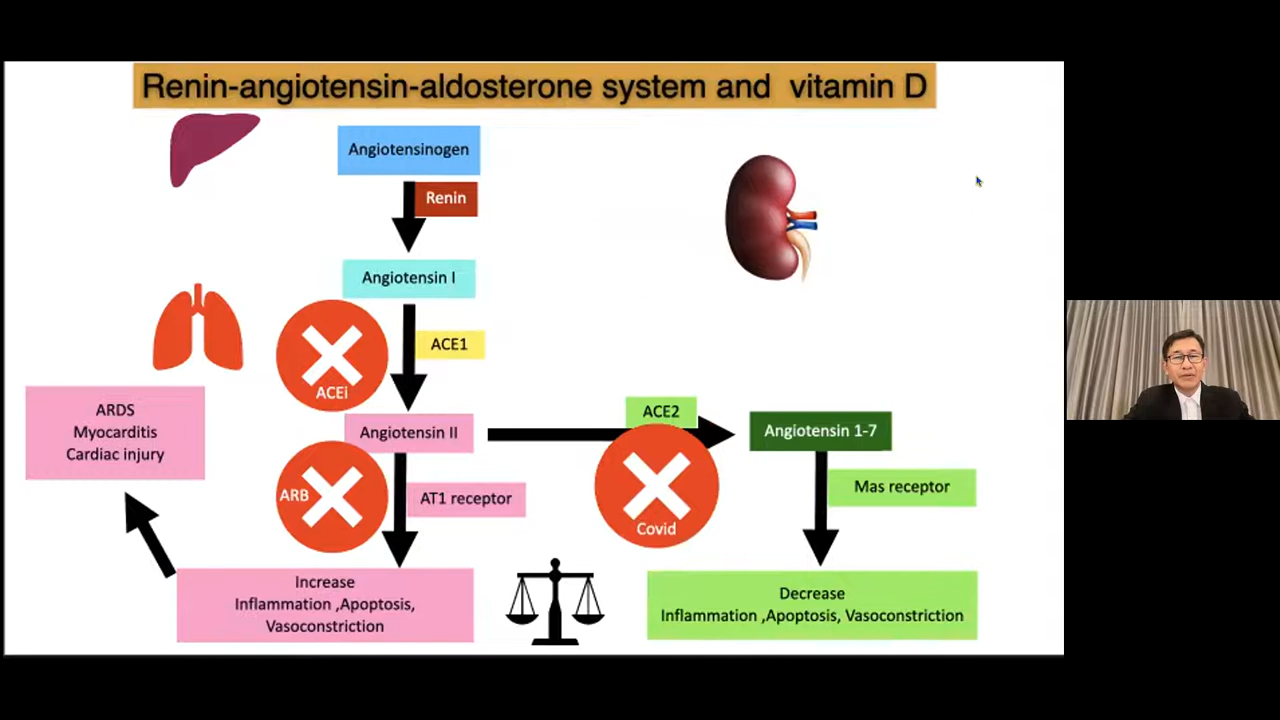 Renin-angiotensin-aldosterone system and vitamin D
Angiotensinogen
Renin
Angiotensin I
ACE1
ACEi
ARDS
Myocarditis
Cardiac injury
Angiotensin II
ACE2
Angiotensin 1-7
ARB
AT1 receptor
Covid
Mas receptor
Increase
Inflammation ,Apoptosis,
Vasoconstriction
Decrease
Inflammation ,Apoptosis, Vasoconstriction